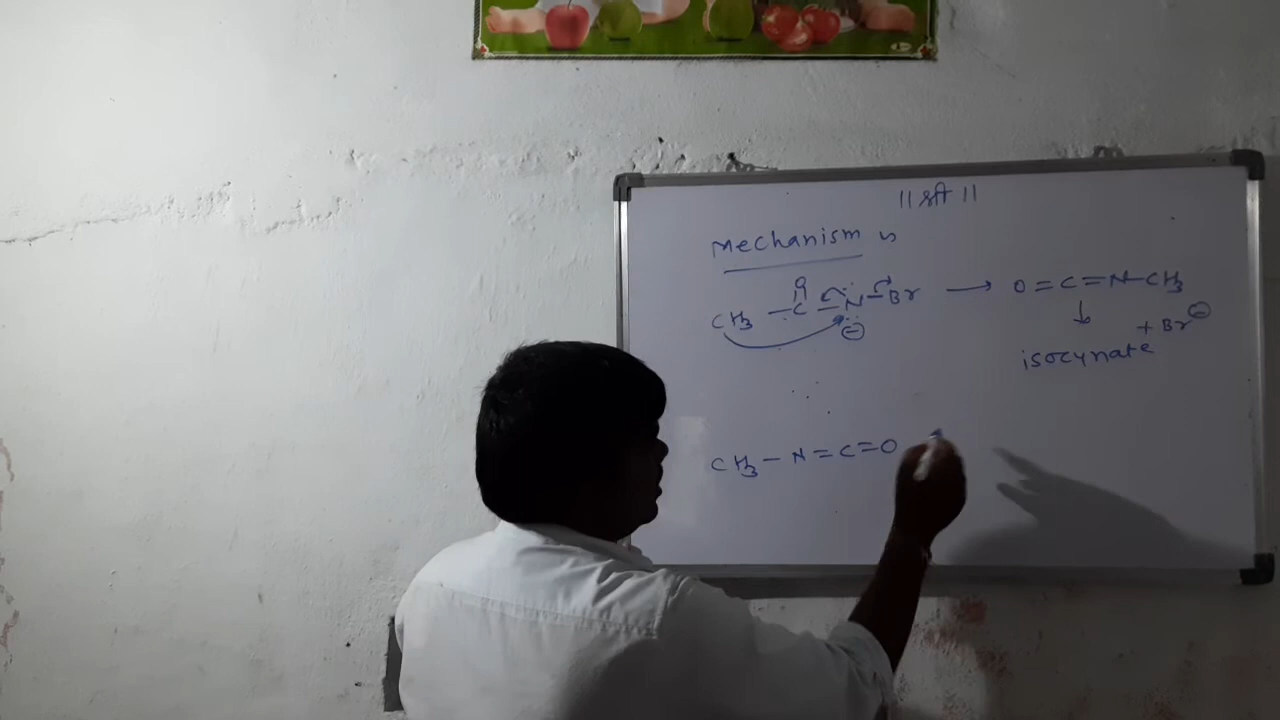 ॥ श्री ॥
Mechanism
O
CH3 – C – N – Br → O = C = N – CH3
⊖
↓
+ Br⊖
isocynate
CH3 – N = C = O